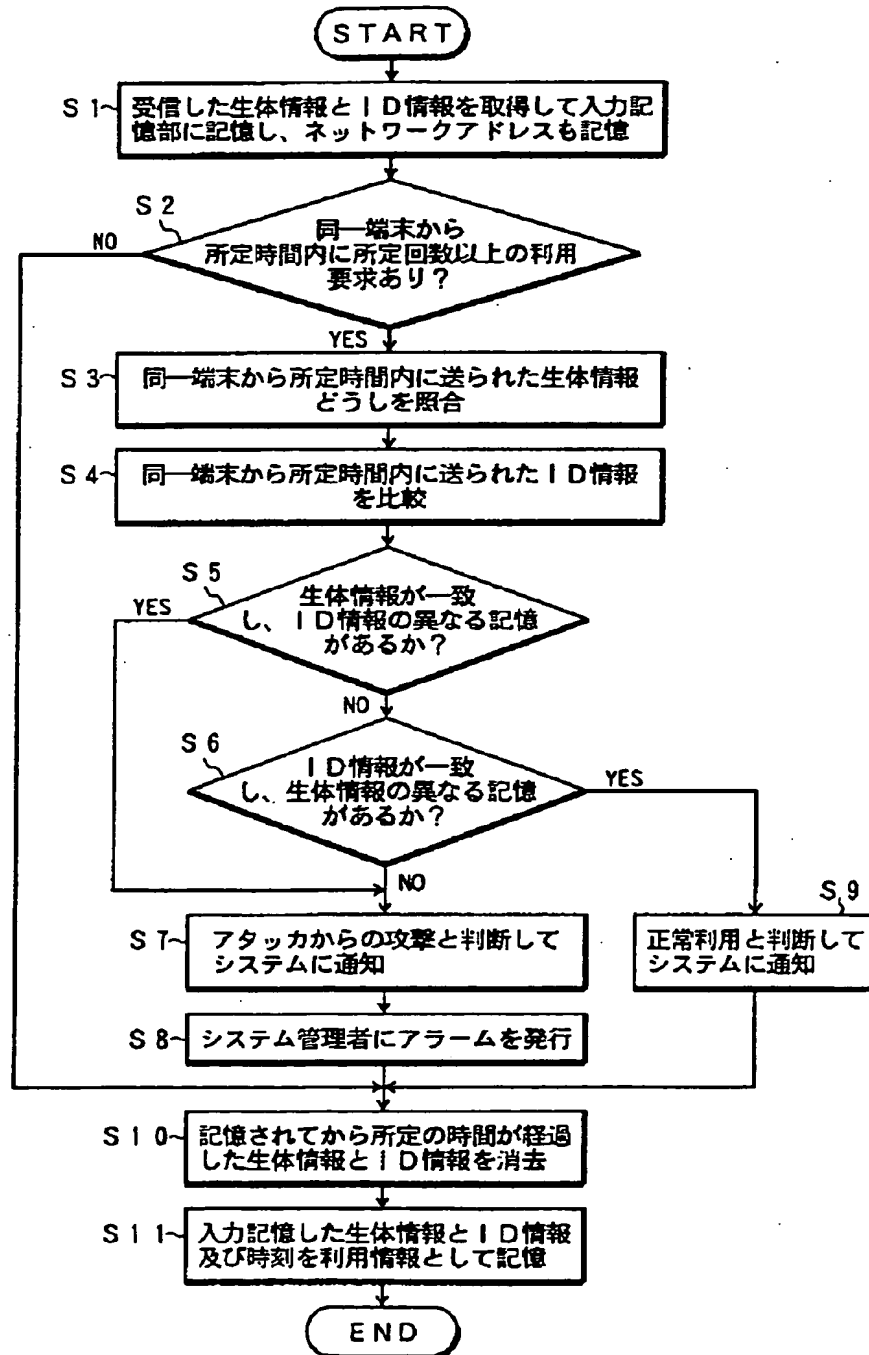 START
S1
受信した生体情報とID情報を取得して入力記
憶部に記憶し、ネットワークアドレスも記憶
S2
同一端末から
所定時間内に所定回数以上の利用
要求あり?
NO
YES
S3
同一端末から所定時間内に送られた生体情報
どうしを照合
S4
同一端末から所定時間内に送られたID情報
を比較
S5
生体情報が一致
し、ID情報の異なる記憶
があるか?
YES
NO
S6
ID情報が一致
し、生体情報の異なる記憶
があるか?
YES
NO
S7
アタッカからの攻撃と判断して
システムに通知
S9
正常利用と判断して
システムに通知
S8
システム管理者にアラームを発行
S10
記憶されてから所定の時間が経過
した生体情報とID情報を消去
S11
入力記憶した生体情報とID情報
及び時刻を利用情報として記憶
END